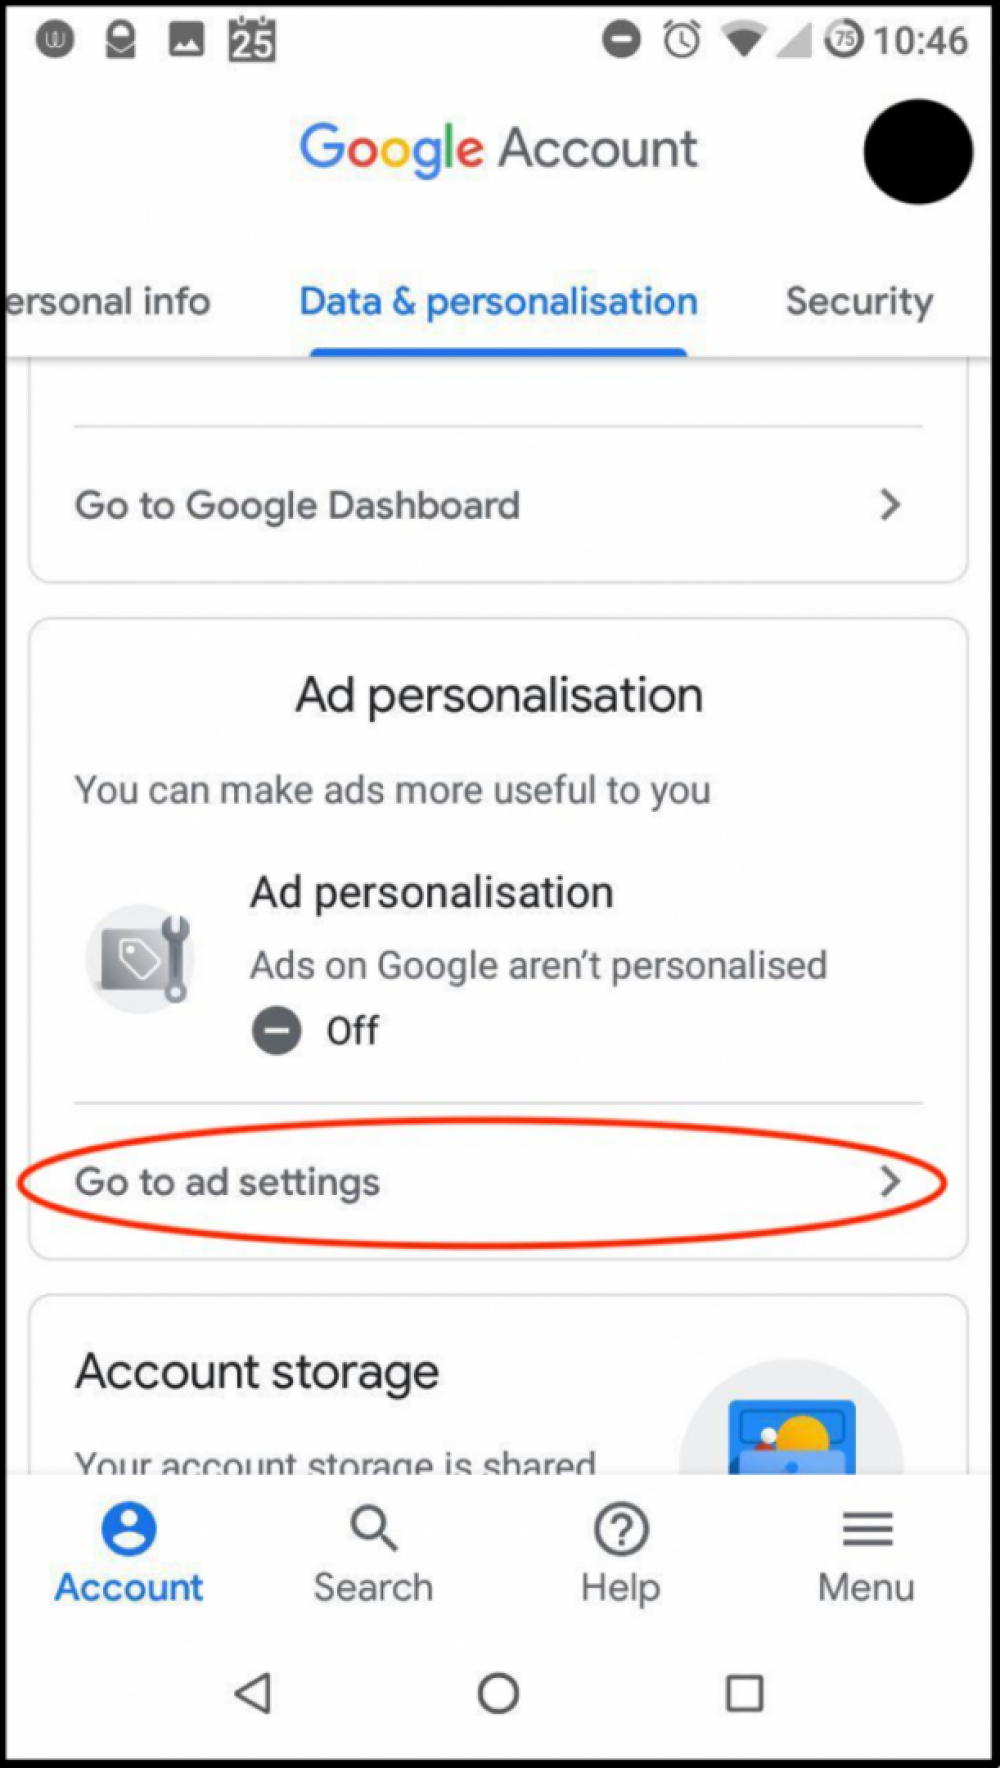 25 75 10:46
Google Account
ersonal info Data & personalisation Security
Go to Google Dashboard
Ad personalisation
You can make ads more useful to you
Ad personalisation
Ads on Google aren't personalised
Off
Go to ad settings
Account storage
Your account storage is shared
Account Search Help Menu